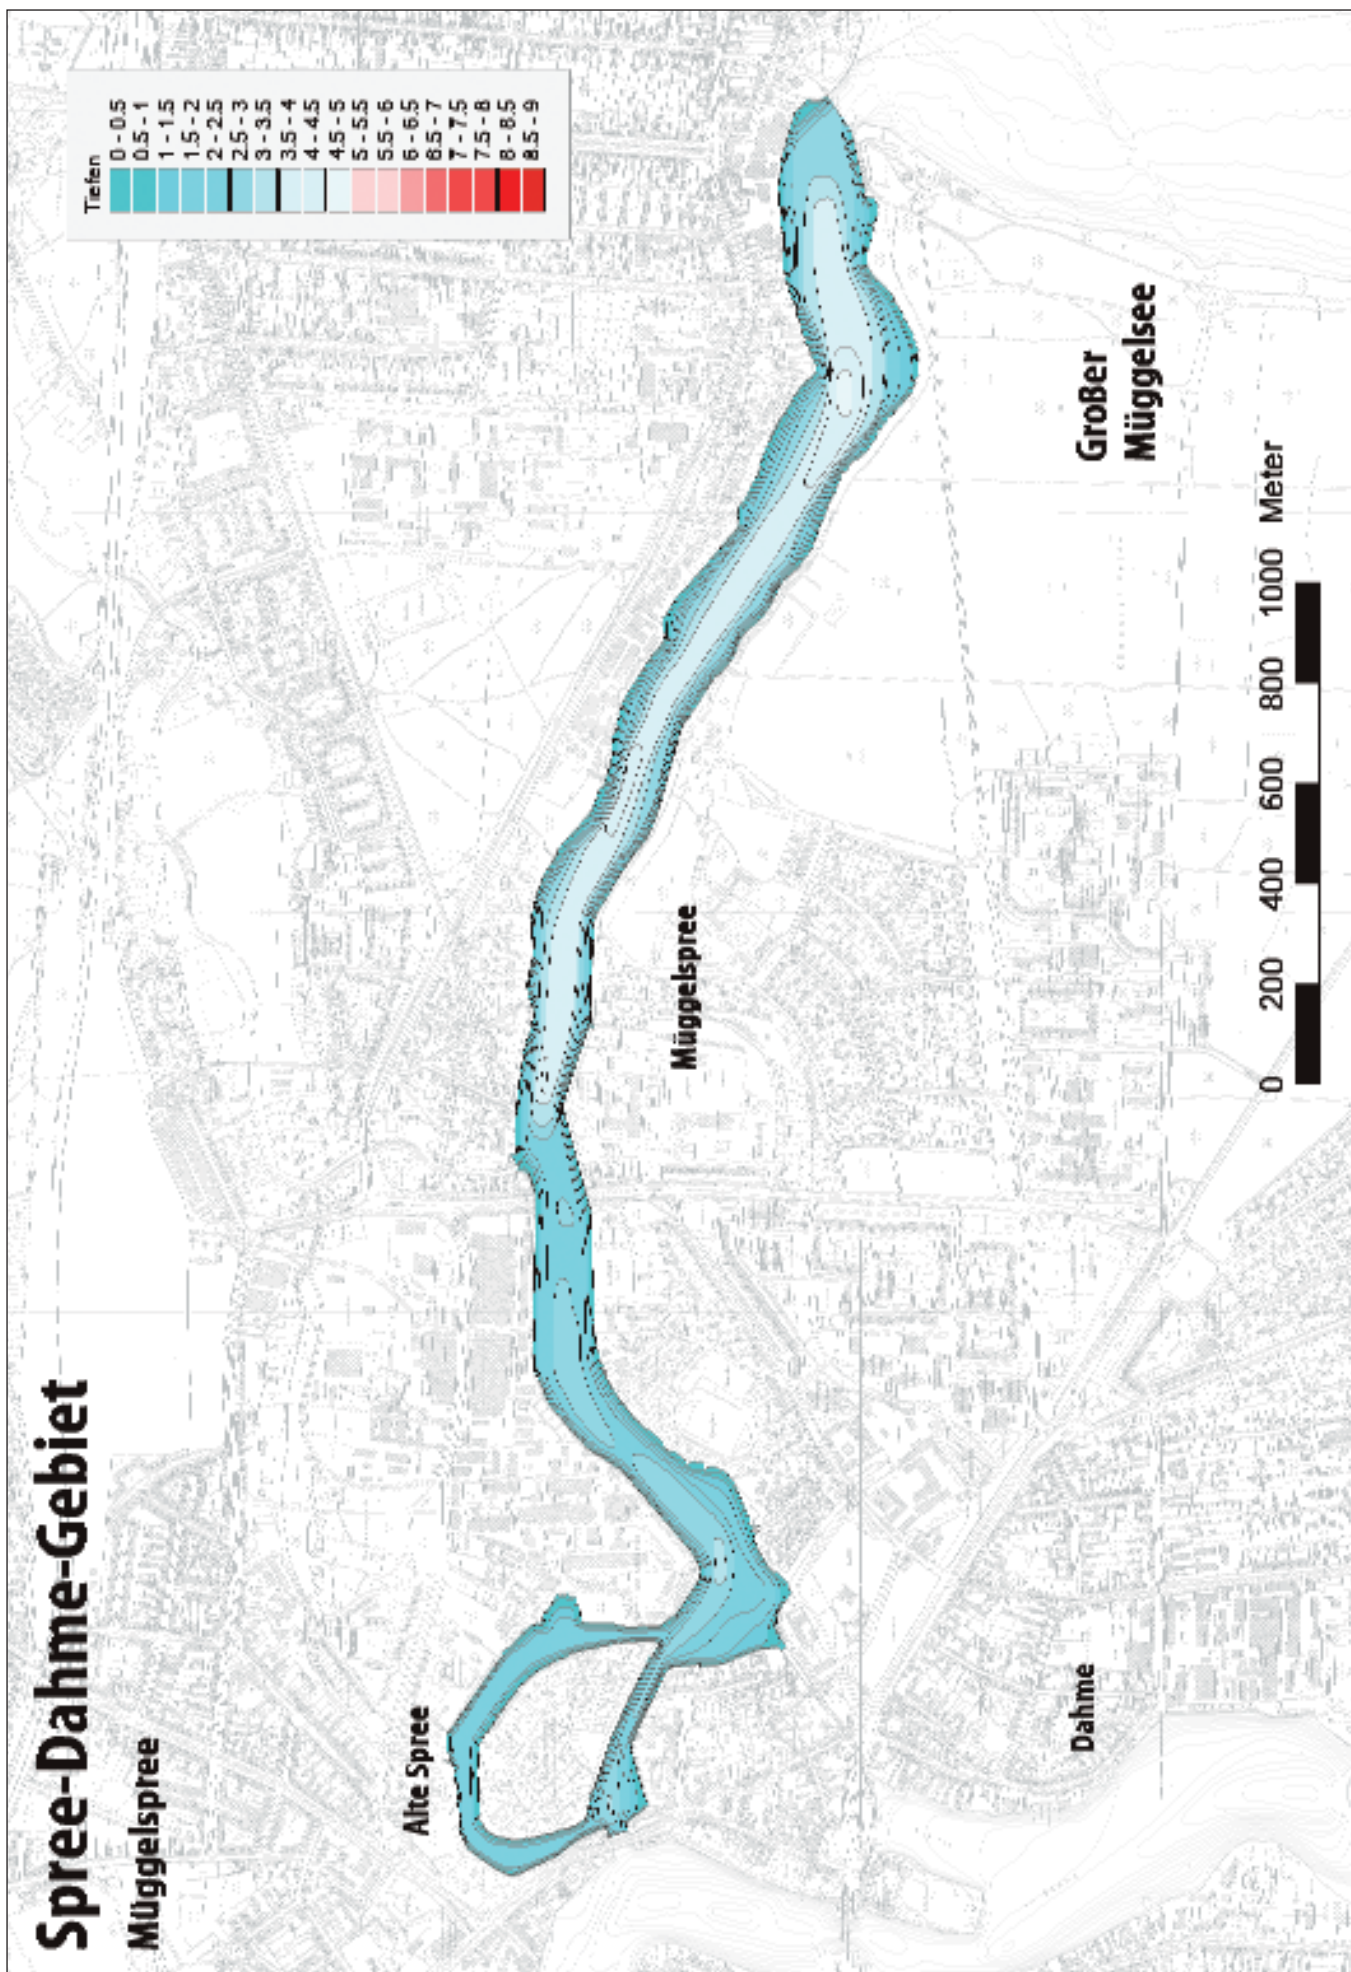 Spree-Dahme-Gebiet
Müggelspree
Tiefen
0 - 0.5
0.5 - 1
1 - 1.5
1.5 - 2
2 - 2.5
2.5 - 3
3 - 3.5
3.5 - 4
4 - 4.5
4.5 - 5
5 - 5.5
5.5 - 6
6 - 6.5
6.5 - 7
7 - 7.5
7.5 - 8
8 - 8.5
8.5 - 9
Alte Spree
Müggelspree
Dahme
Großer
Müggelsee
0 200 400 600 800 1000 Meter